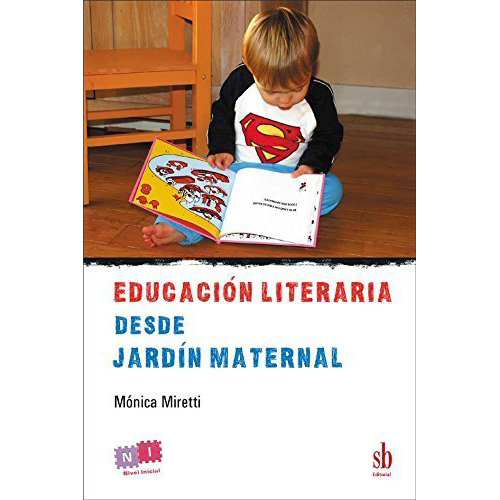 EDUCACIÓN LITERARIA
DESDE
JARDÍN MATERNAL
Mónica Miretti
N I
Nivel Inicial
sb
Editorial